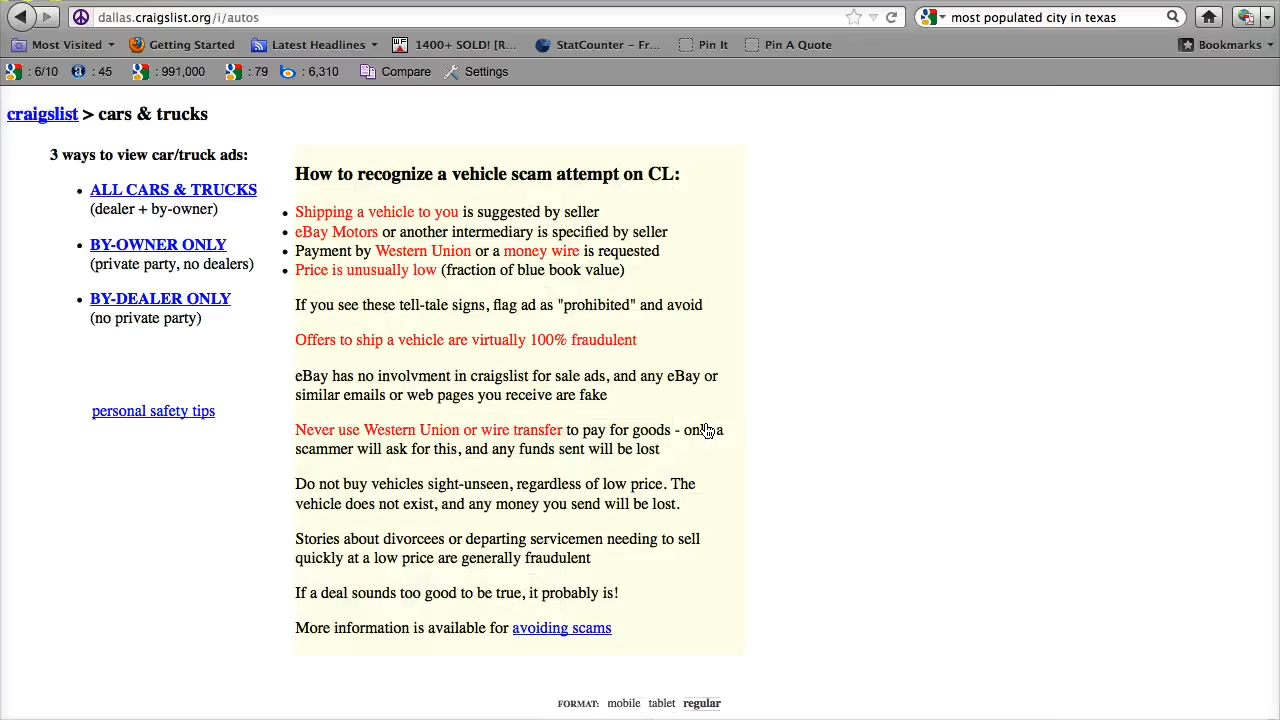 dallas.craigslist.org/i/autos
most populated city in texas
Most Visited
Getting Started
Latest Headlines
1400+ SOLD! [R...
StatCounter – Fr...
Pin It
Pin A Quote
Bookmarks
: 6/10
: 45
: 991,000
: 79
: 6,310
Compare
Settings
craigslist > cars & trucks
3 ways to view car/truck ads:
• ALL CARS & TRUCKS
(dealer + by-owner)
• BY-OWNER ONLY
(private party, no dealers)
• BY-DEALER ONLY
(no private party)
personal safety tips
How to recognize a vehicle scam attempt on CL:
• Shipping a vehicle to you is suggested by seller
• eBay Motors or another intermediary is specified by seller
• Payment by Western Union or a money wire is requested
• Price is unusually low (fraction of blue book value)
If you see these tell-tale signs, flag ad as "prohibited" and avoid
Offers to ship a vehicle are virtually 100% fraudulent
eBay has no involvment in craigslist for sale ads, and any eBay or
similar emails or web pages you receive are fake
Never use Western Union or wire transfer to pay for goods - only a
scammer will ask for this, and any funds sent will be lost
Do not buy vehicles sight-unseen, regardless of low price. The
vehicle does not exist, and any money you send will be lost.
Stories about divorcees or departing servicemen needing to sell
quickly at a low price are generally fraudulent
If a deal sounds too good to be true, it probably is!
More information is available for avoiding scams
FORMAT: mobile tablet regular